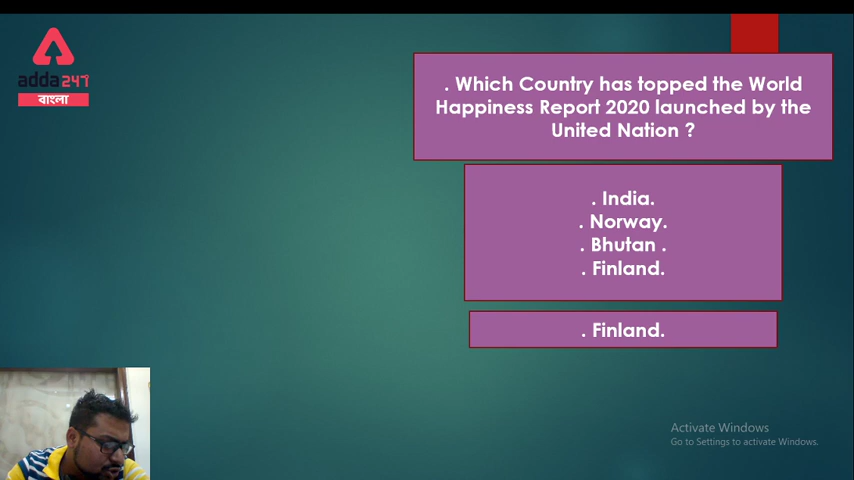 adda247
বাংলা
. Which Country has topped the World
Happiness Report 2020 launched by the
United Nation ?
. India.
. Norway.
. Bhutan .
. Finland.
. Finland.
Activate Windows
Go to Settings to activate Windows.